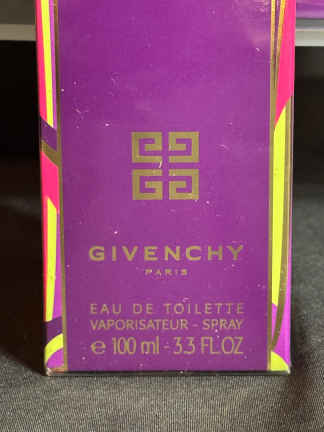 GIVENCHY
PARIS
EAU DE TOILETTE
VAPORISATEUR - SPRAY
℮ 100 ml - 3.3 FL.OZ